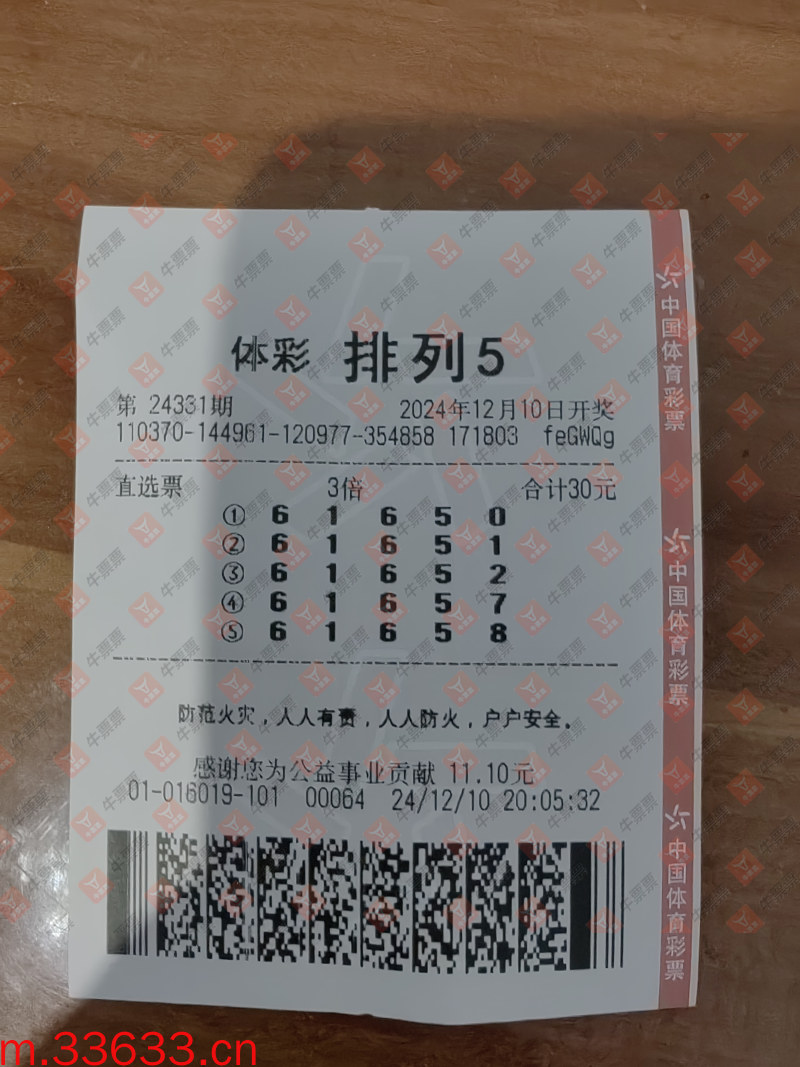 体彩 排列5
第 24331期 2024年12月10日开奖
110370-144961-120977-354858 171803 feGWQg
直选票 3倍 合计30元
① 6 1 6 5 0
② 6 1 6 5 1
③ 6 1 6 5 2
④ 6 1 6 5 7
⑤ 6 1 6 5 8
防范火灾，人人有责，人人防火，户户安全。
感谢您为公益事业贡献 11.10元
01-016019-101 00064 24/12/10 20:05:32
中国体育彩票
中国体育彩票
中国体育彩票
牛票票
m.33633.cn